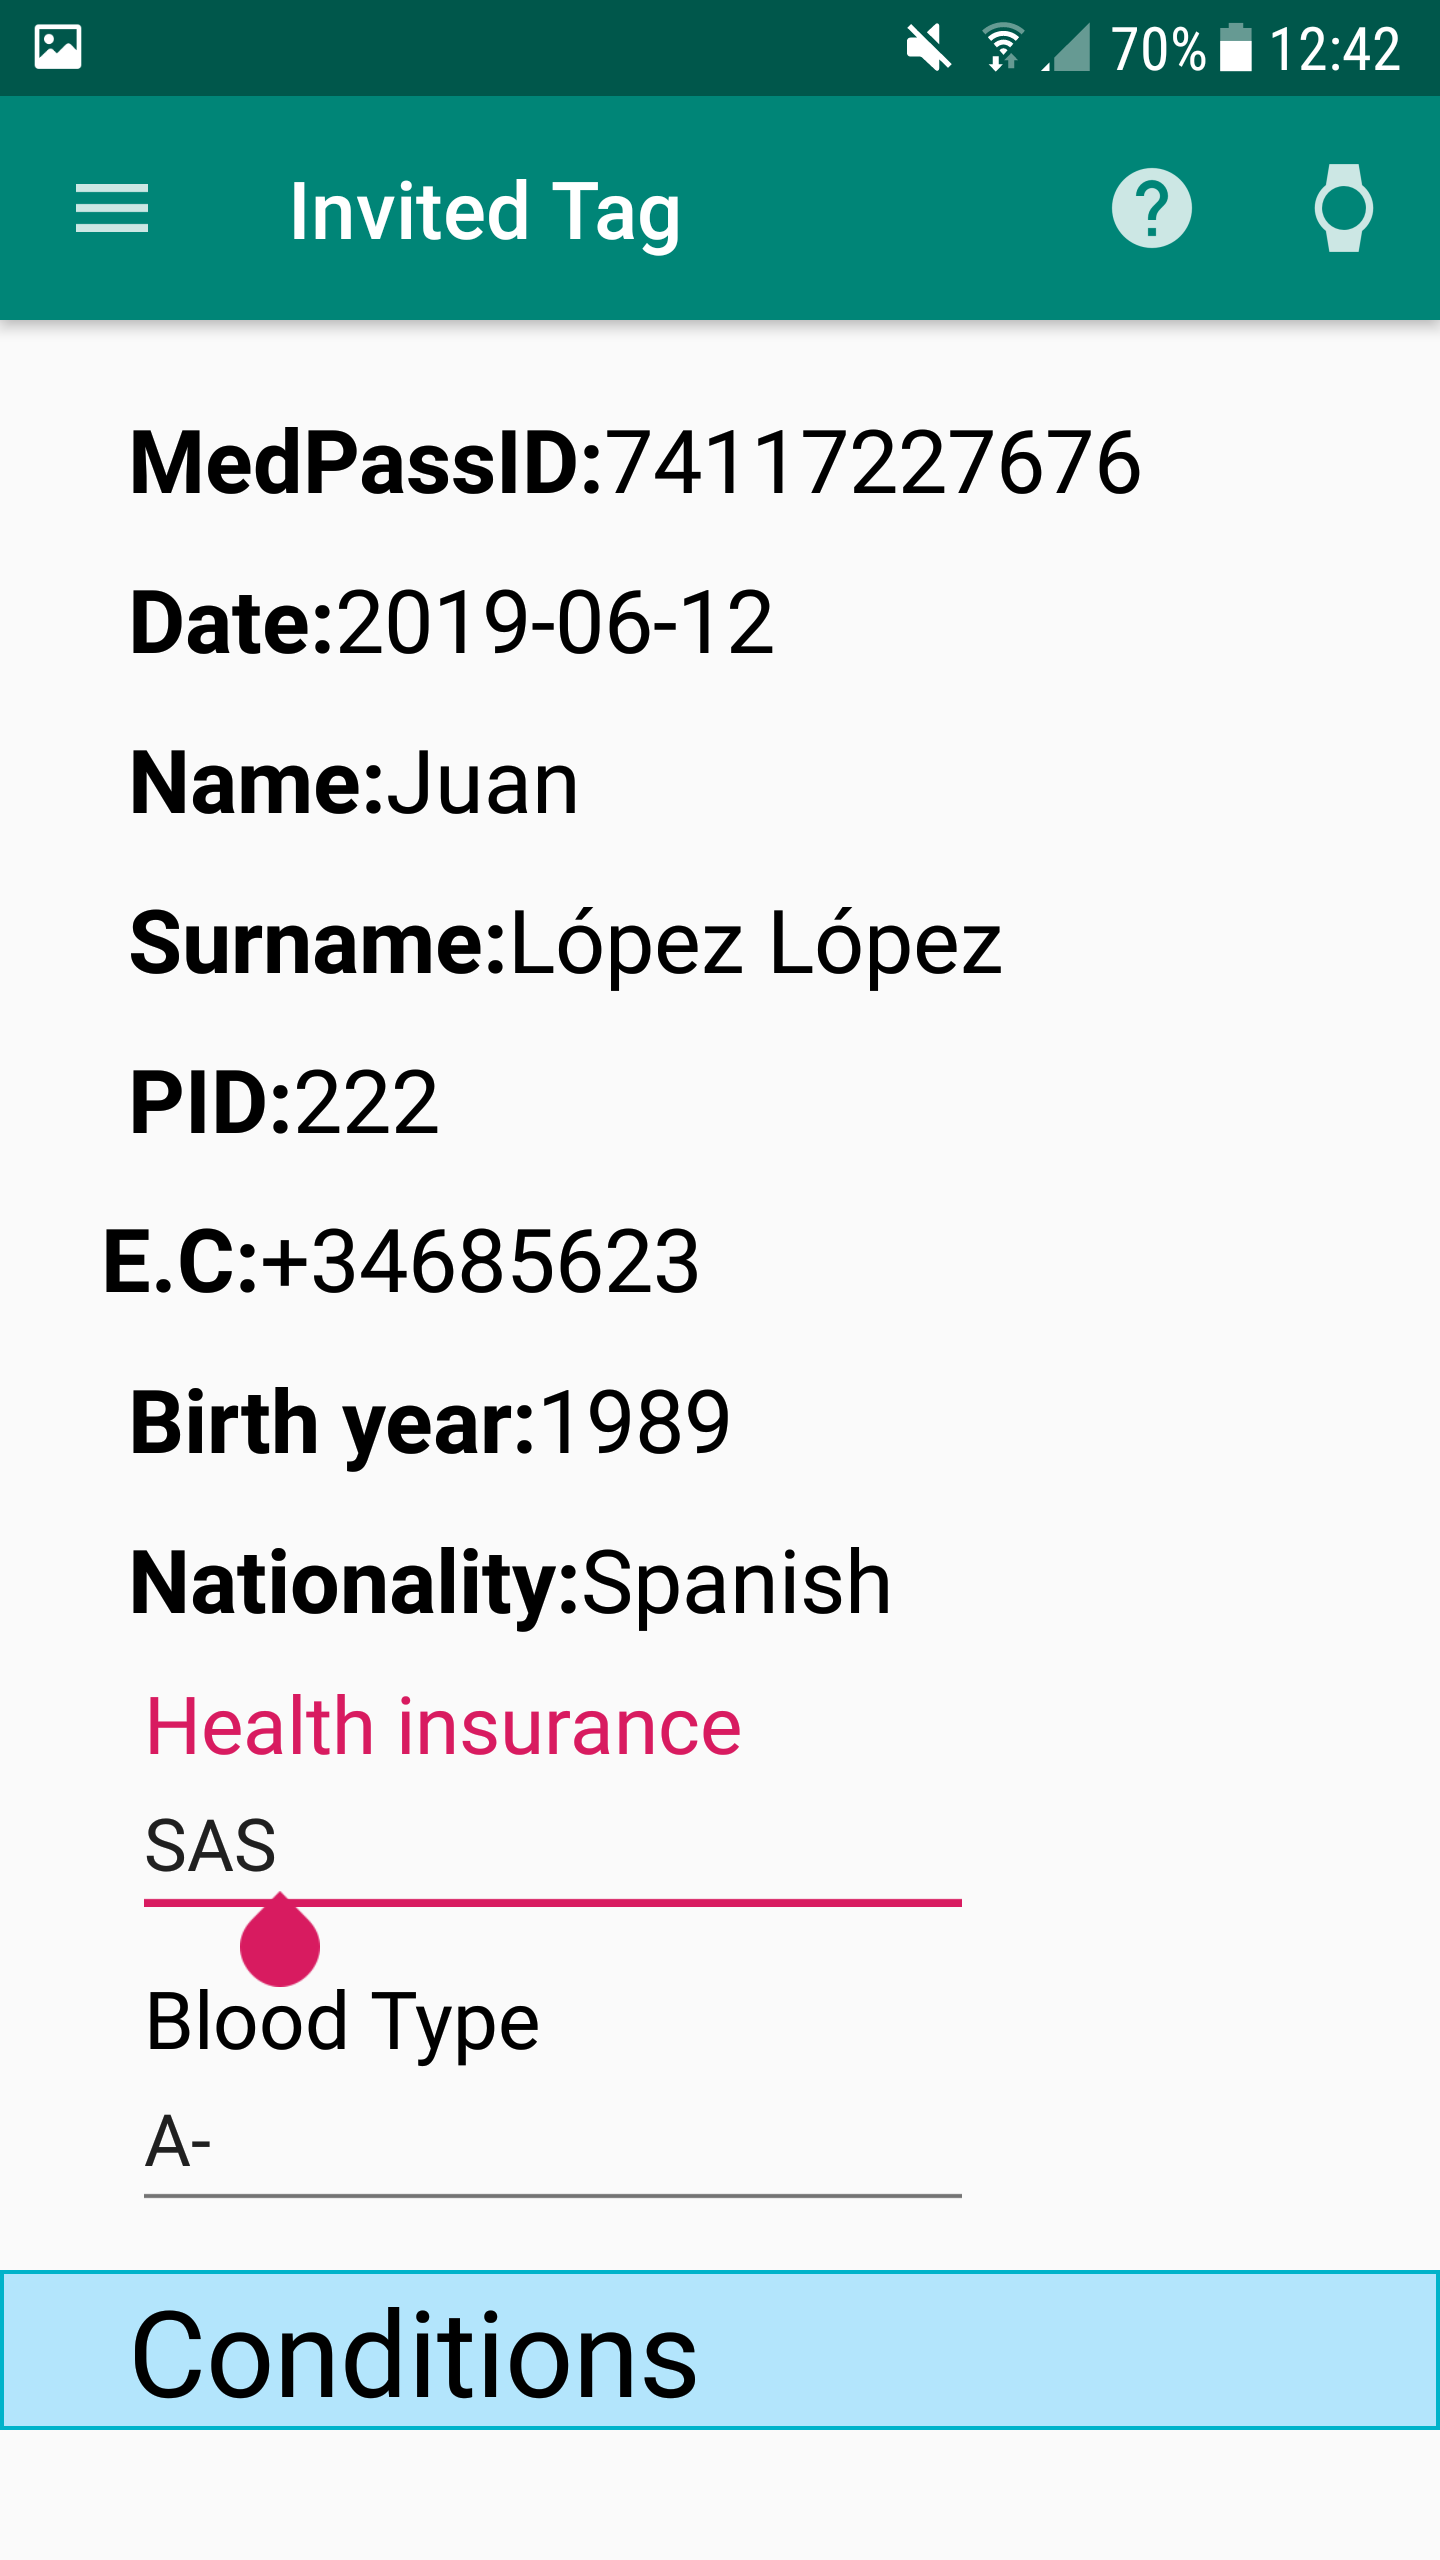 70% 12:42
Invited Tag
MedPassID:74117227676
Date:2019-06-12
Name:Juan
Surname:López López
PID:222
E.C:+34685623
Birth year:1989
Nationality:Spanish
Health insurance
SAS
Blood Type
A-
Conditions